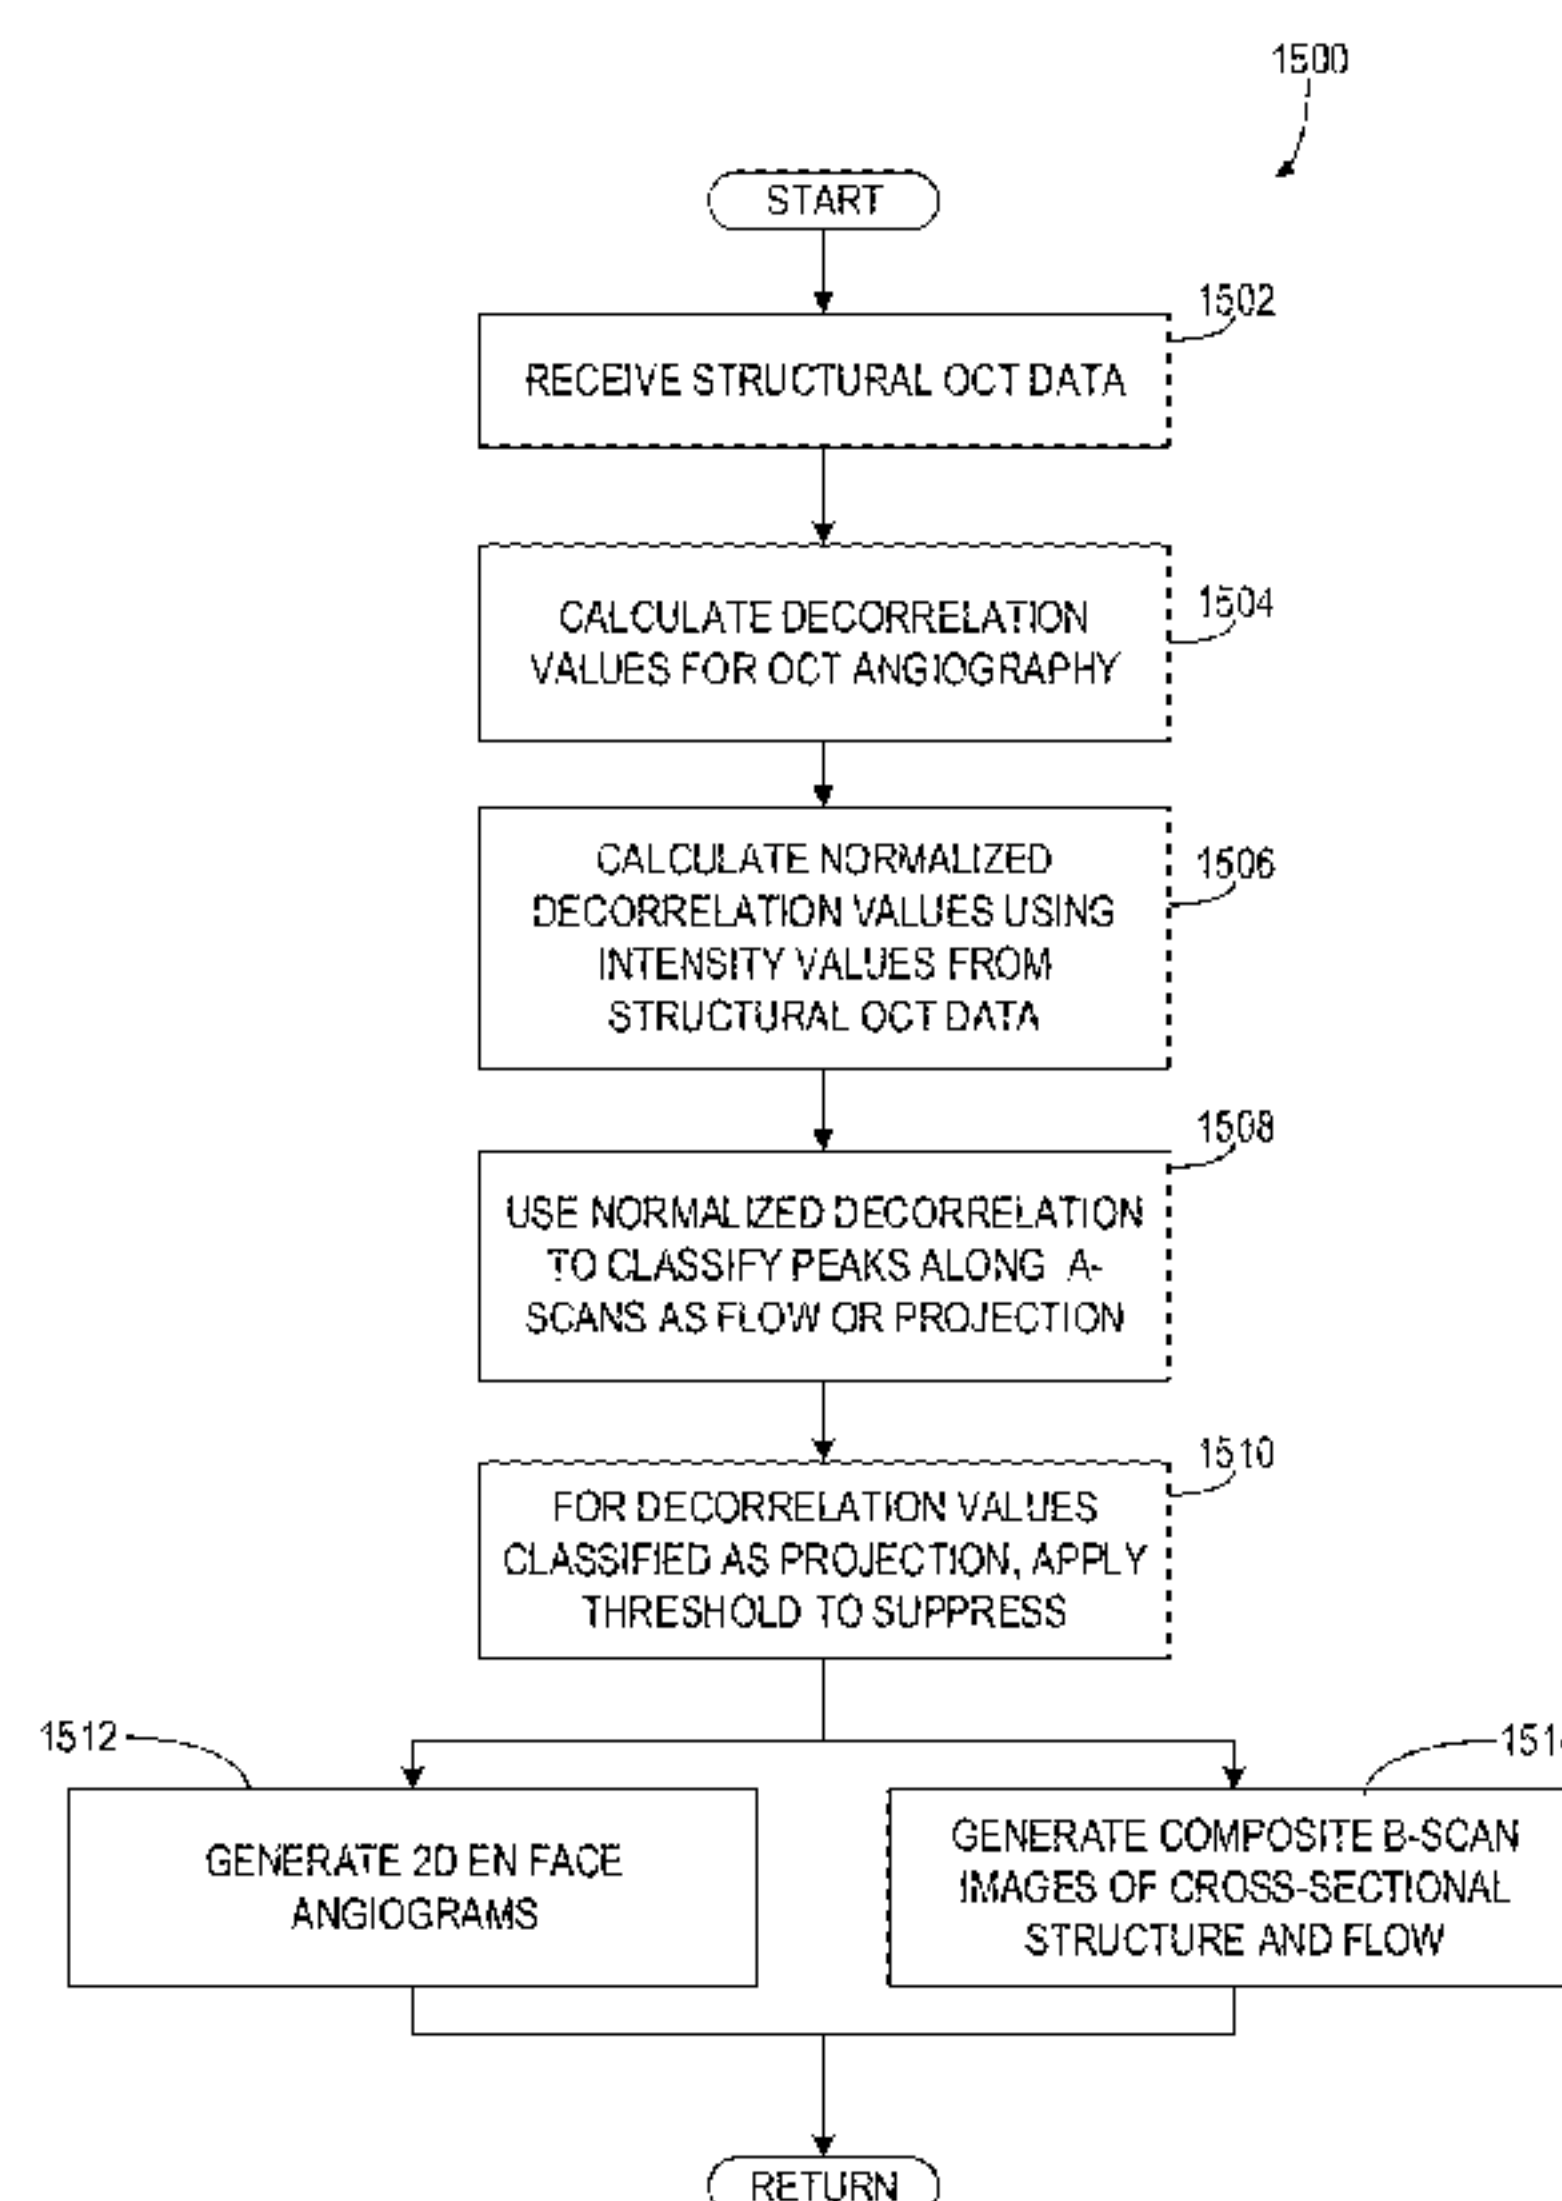 1500
START
1502
RECEIVE STRUCTURAL OCT DATA
1504
CALCULATE DECORRELATION
VALUES FOR OCT ANGIOGRAPHY
1506
CALCULATE NORMALIZED
DECORRELATION VALUES USING
INTENSITY VALUES FROM
STRUCTURAL OCT DATA
1508
USE NORMALIZED DECORRELATION
TO CLASSIFY PEAKS ALONG A-
SCANS AS FLOW OR PROJECTION
1510
FOR DECORRELATION VALUES
CLASSIFIED AS PROJECTION, APPLY
THRESHOLD TO SUPPRESS
1512
GENERATE 2D EN FACE
ANGIOGRAMS
GENERATE COMPOSITE B-SCAN
IMAGES OF CROSS-SECTIONAL
STRUCTURE AND FLOW
RETURN